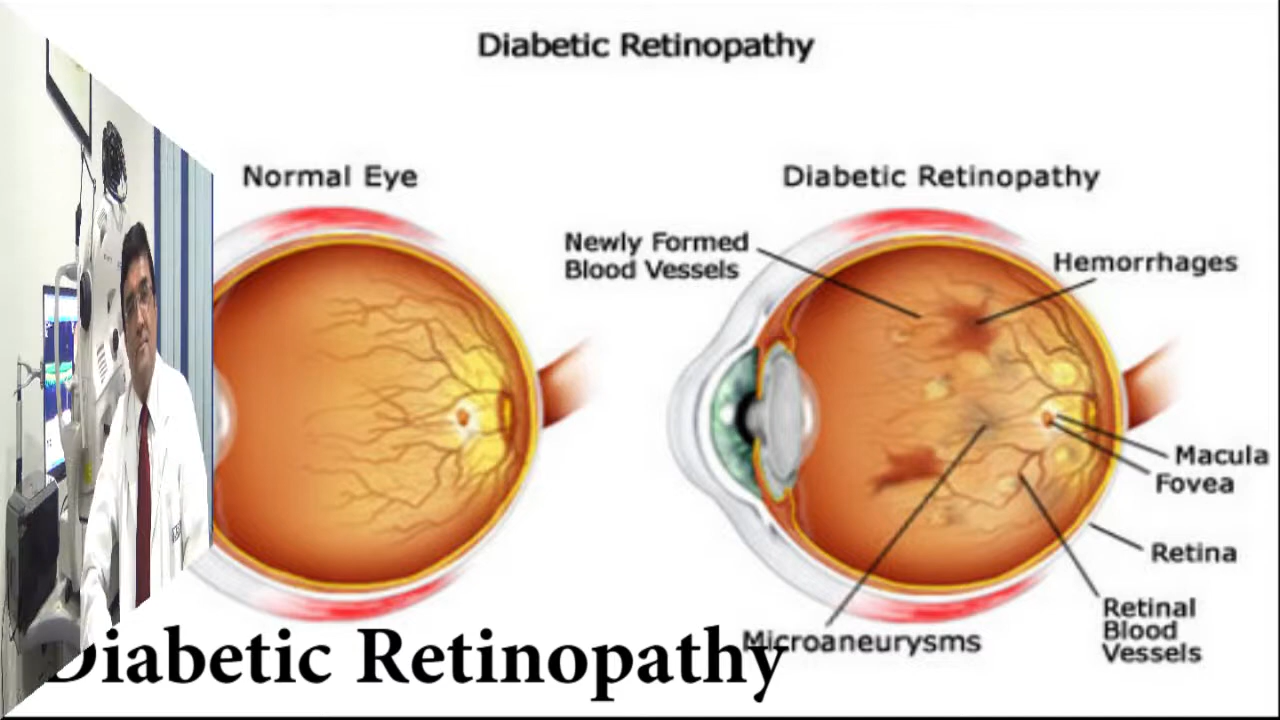 Diabetic Retinopathy
Normal Eye
Diabetic Retinopathy
Newly Formed
Blood Vessels
Hemorrhages
Macula
Fovea
Retina
Retinal
Blood
Vessels
Microaneurysms
Diabetic Retinopathy